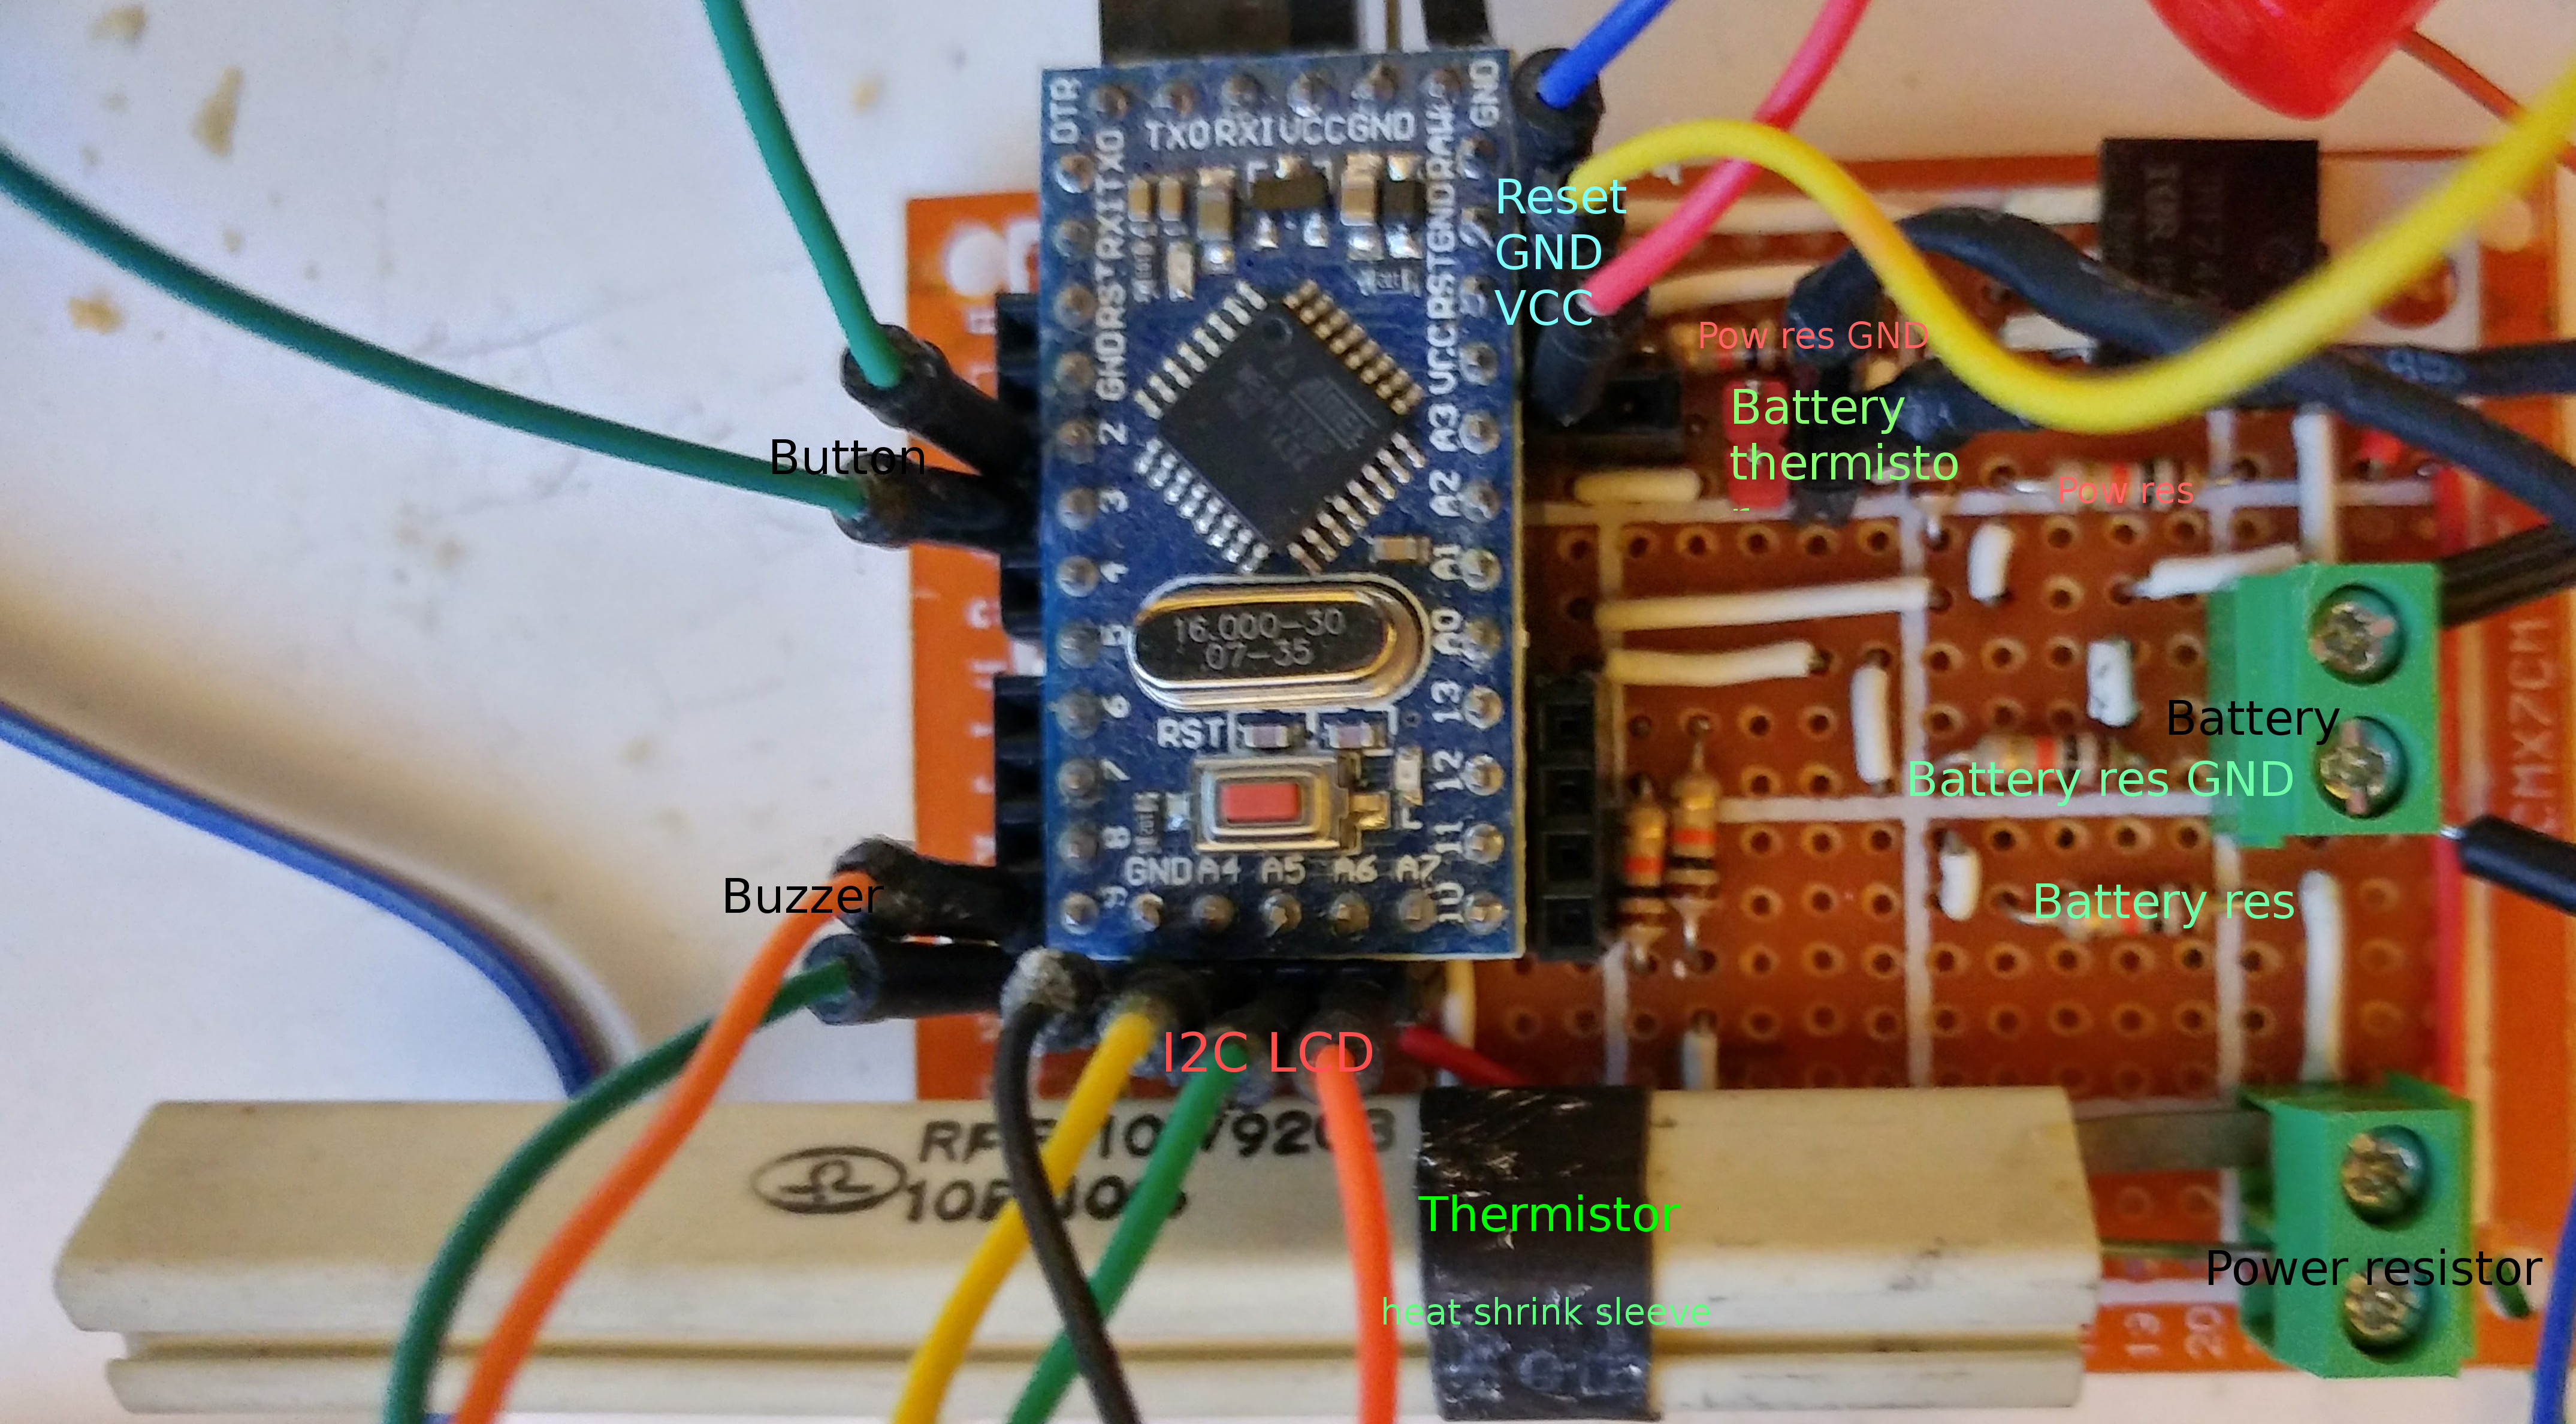 DTR
GND
TXO RXI VCC GND
GND RST RXI TXO
VCC RST GND RAW
Reset
GND
VCC
Pow res GND
Battery
thermisto
Pow res
Button
2
3
4
5
6
7
8
9
A3
A2
A1
A0
13
12
11
10
16.000-30
07-35
RST
GND A4 A5 A6 A7
Battery
Battery res GND
Battery res
Buzzer
I2C LCD
Thermistor
heat shrink sleeve
Power resistor
19
20